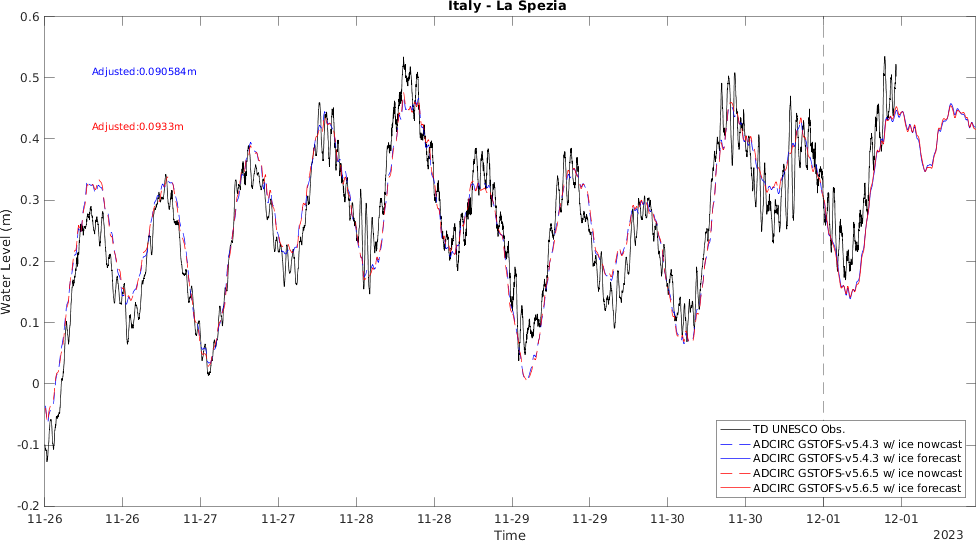 Italy - La Spezia
0.6
0.5
0.4
0.3
0.2
0.1
0
-0.1
-0.2
Water Level (m)
Adjusted:0.090584m
Adjusted:0.0933m
TD UNESCO Obs.
ADCIRC GSTOFS-v5.4.3 w/ ice nowcast
ADCIRC GSTOFS-v5.4.3 w/ ice forecast
ADCIRC GSTOFS-v5.6.5 w/ ice nowcast
ADCIRC GSTOFS-v5.6.5 w/ ice forecast
11-26 11-26 11-27 11-27 11-28 11-28 11-29 11-29 11-30 11-30 12-01 12-01
Time
2023